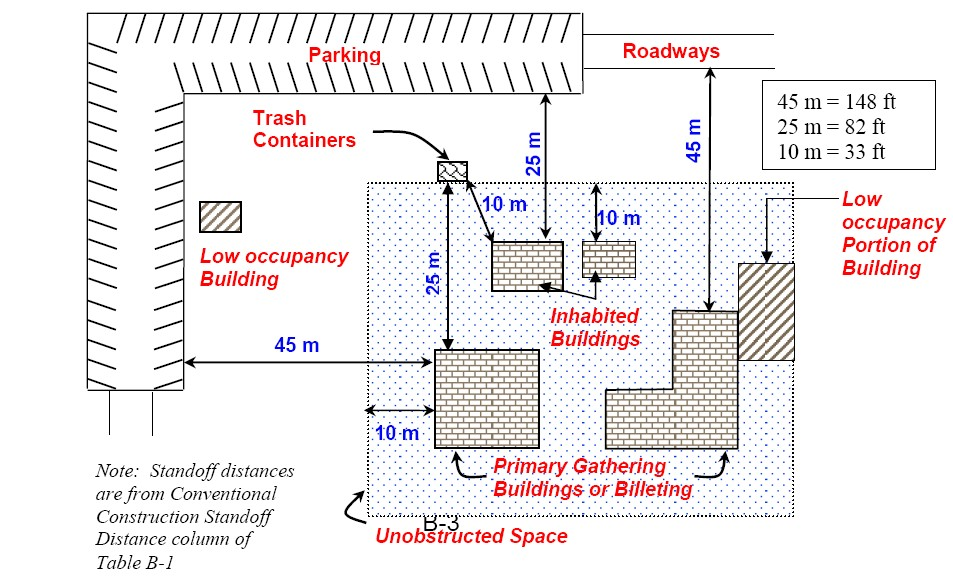 Parking
Roadways
Trash
Containers
45 m = 148 ft
25 m = 82 ft
10 m = 33 ft
25 m
45 m
10 m
10 m
Low
occupancy
Portion of
Building
Low occupancy
Building
25 m
Inhabited
Buildings
45 m
10 m
Primary Gathering
Buildings or Billeting
Note: Standoff distances
are from Conventional
Construction Standoff
Distance column of
Table B-1
B-3
Unobstructed Space